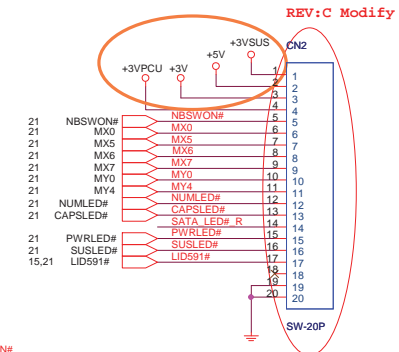 REV:C Modify
+3VSUS
CN2
+5V
+3VPCU +3V
1 1
2 2
3 3
4 4
21 NBSWON# NBSWON# 5 5
21 MX0 MX0 6 6
21 MX5 MX5 7 7
21 MX6 MX6 8 8
21 MX7 MX7 9 9
21 MY0 MY0 10 10
21 MY4 MY4 11 11
21 NUMLED# NUMLED# 12 12
21 CAPSLED# CAPSLED# 13 13
SATA_LED#_R 14 14
21 PWRLED# PWRLED# 15 15
21 SUSLED# SUSLED# 16 16
15,21 LID591# LID591# 17 17
18 18
19 19
20 20
SW-20P
N#